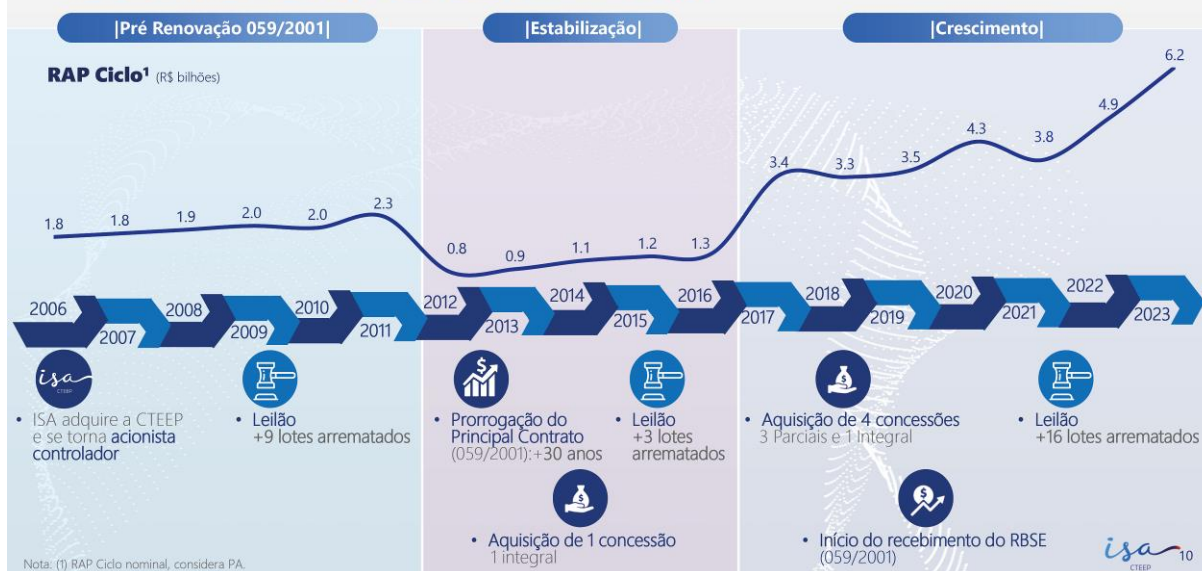 |Pré Renovação 059/2001|
|Estabilização|
|Crescimento|
RAP Ciclo¹ (R$ bilhões)
1.8
1.8
1.9
2.0
2.0
2.3
0.8
0.9
1.1
1.2
1.3
3.4
3.3
3.5
4.3
3.8
4.9
6.2
2006
2007
2008
2009
2010
2011
2012
2013
2014
2015
2016
2017
2018
2019
2020
2021
2022
2023
isa
CTEEP
• ISA adquire a CTEEP
e se torna acionista
controlador
• Leilão
+9 lotes arrematados
$
• Prorrogação do
Principal Contrato
(059/2001):+30 anos
• Leilão
+3 lotes
arrematados
$
• Aquisição de 1 concessão
1 integral
$
• Aquisição de 4 concessões
3 Parciais e 1 Integral
• Leilão
+16 lotes arrematados
$
• Início do recebimento do RBSE
(059/2001)
Nota: (1) RAP Ciclo nominal, considera PA.
isa
CTEEP
10